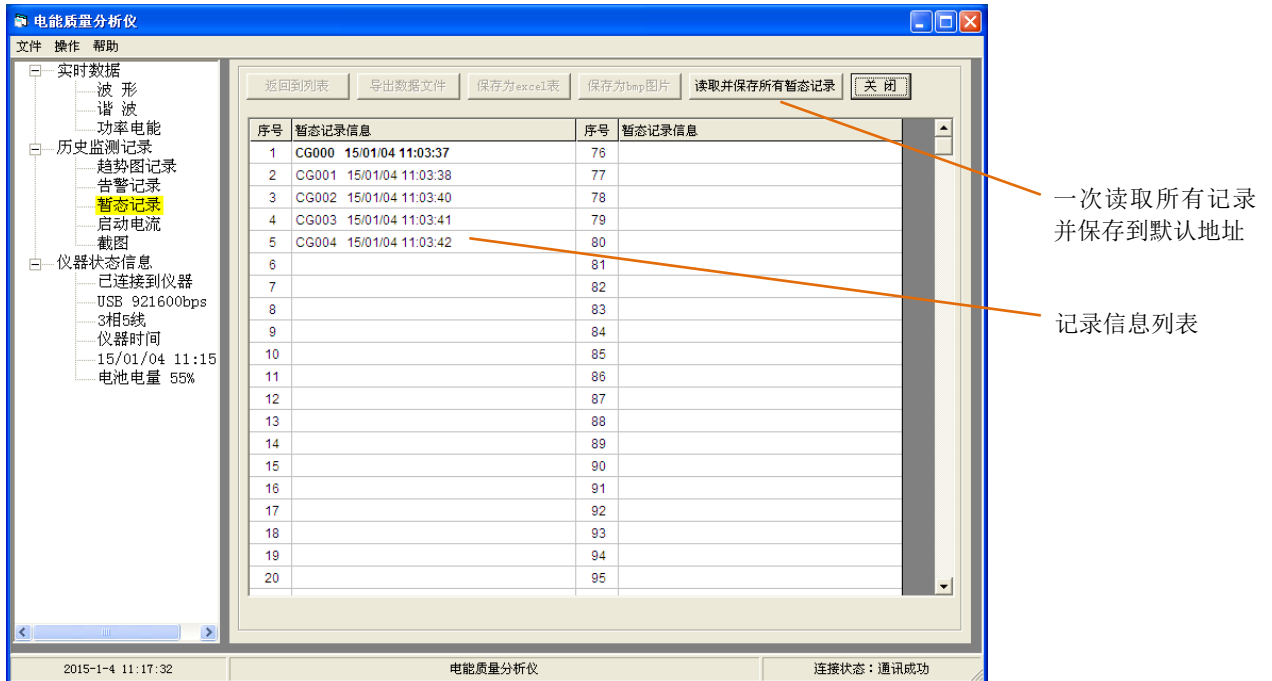 电能质量分析仪
文件 操作 帮助
实时数据
波 形
谐 波
功率电能
历史监测记录
趋势图记录
告警记录
暂态记录
启动电流
截图
仪器状态信息
已连接到仪器
USB 921600bps
3相5线
仪器时间
15/01/04 11:15
电池电量 55%
返回到列表 导出数据文件 保存为excel表 保存为bmp图片 读取并保存所有暂态记录 关 闭
序号 暂态记录信息 序号 暂态记录信息
1 CG000 15/01/04 11:03:37 76
2 CG001 15/01/04 11:03:38 77
3 CG002 15/01/04 11:03:40 78
4 CG003 15/01/04 11:03:41 79
5 CG004 15/01/04 11:03:42 80
6 81
7 82
8 83
9 84
10 85
11 86
12 87
13 88
14 89
15 90
16 91
17 92
18 93
19 94
20 95
一次读取所有记录
并保存到默认地址
记录信息列表
2015-1-4 11:17:32 电能质量分析仪 连接状态：通讯成功